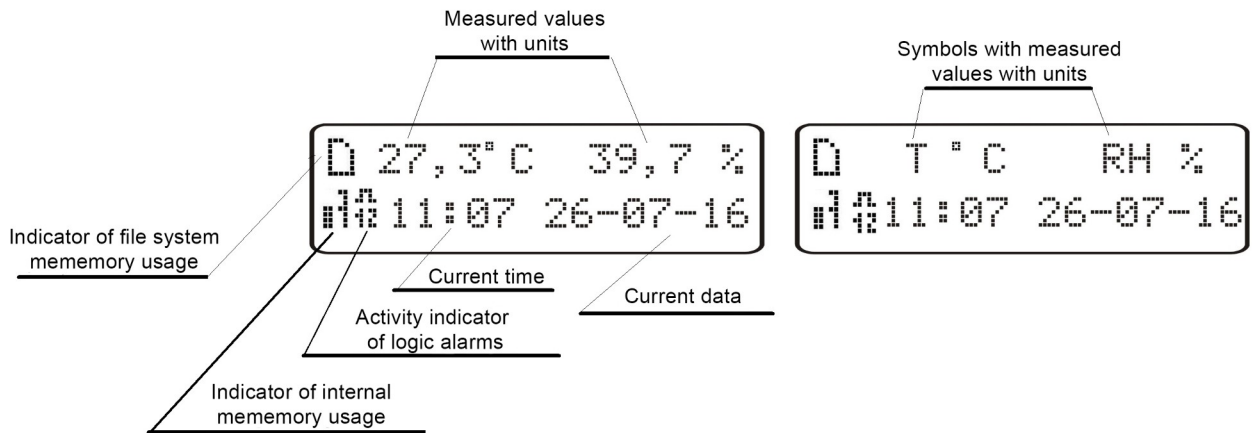 Measured values
with units
Symbols with measured
values with units
27,3°C 39,7 %
T °C RH %
11:07 26-07-16
11:07 26-07-16
Indicator of file system
mememory usage
Current time
Current data
Activity indicator
of logic alarms
Indicator of internal
mememory usage